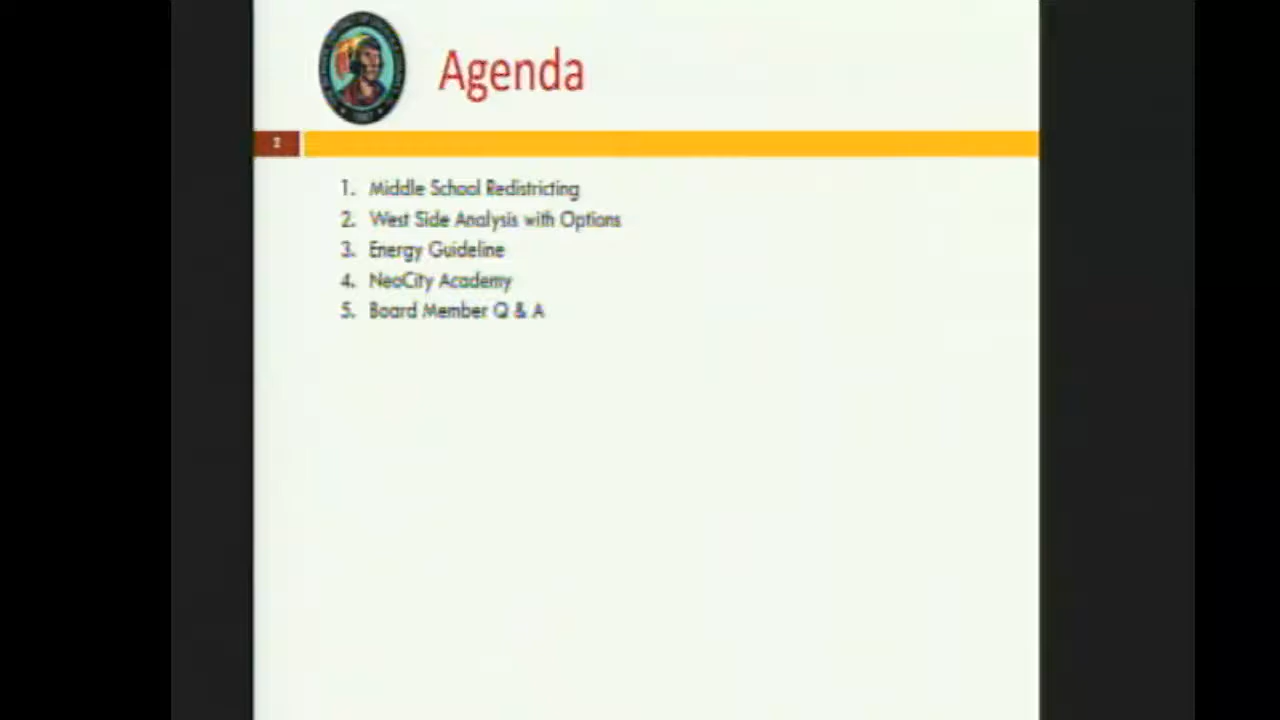 Agenda
2
1. Middle School Redistricting
2. West Side Analysis with Options
3. Energy Guideline
4. NeoCity Academy
5. Board Member Q & A